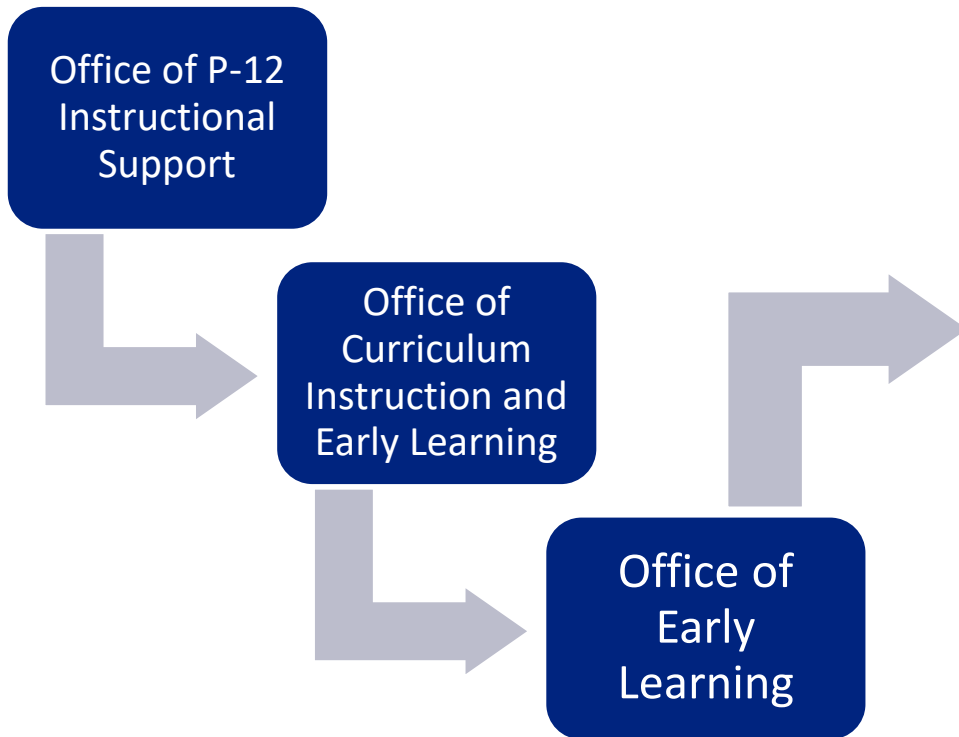 Office of P-12
Instructional
Support
Office of
Curriculum
Instruction and
Early Learning
Office of
Early
Learning